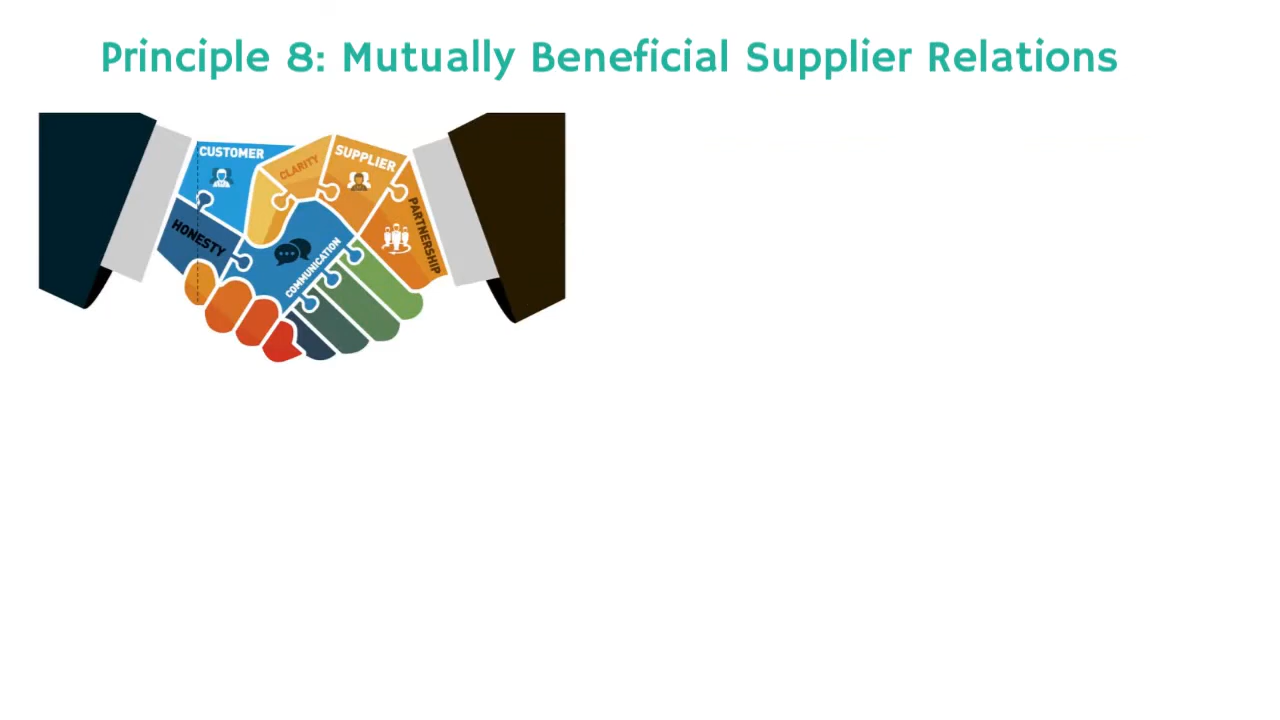 Principle 8: Mutually Beneficial Supplier Relations
CUSTOMER
CLARITY
SUPPLIER
HONESTY
COMMUNICATION
PARTNERSHIP